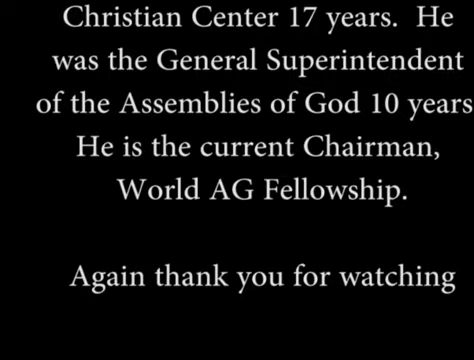 Christian Center 17 years. He
was the General Superintendent
of the Assemblies of God 10 years
He is the current Chairman,
World AG Fellowship.
Again thank you for watching